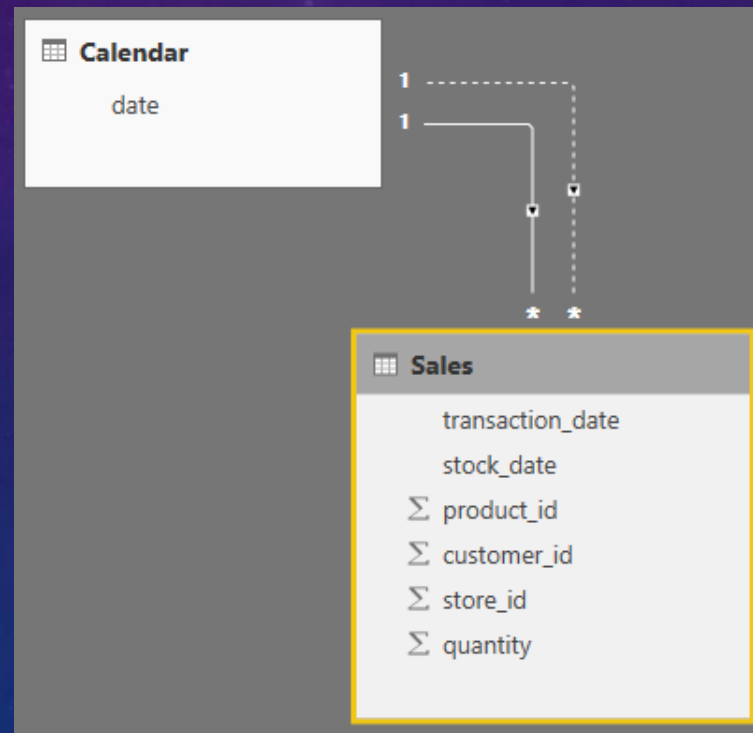 Calendar
date
1
1
* *
Sales
transaction_date
stock_date
Σ product_id
Σ customer_id
Σ store_id
Σ quantity